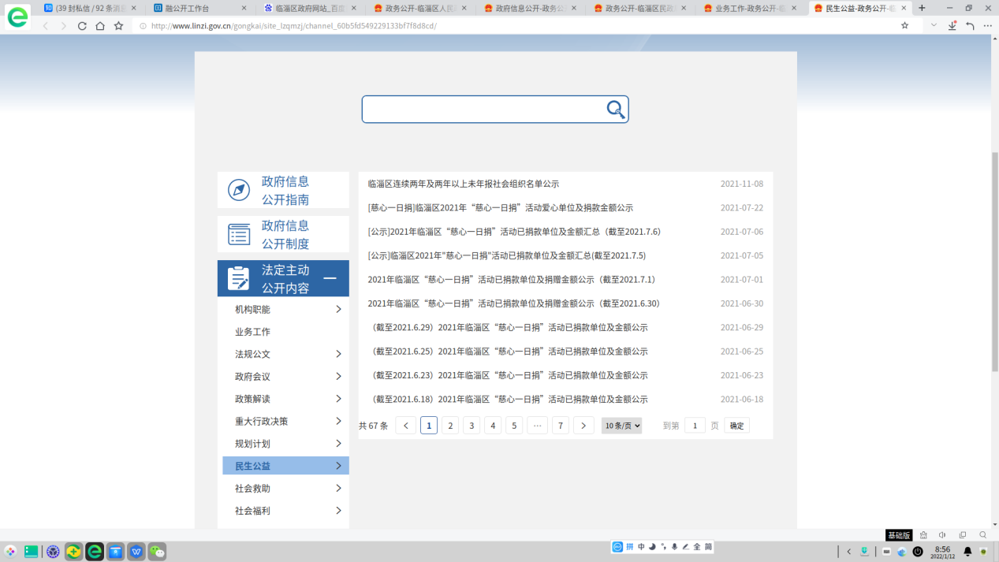 (39 封私信 / 92 条消息
融公开工作台
临淄区政府网站_百度
政务公开-临淄区人民
政府信息公开-政务公
政务公开-临淄区民政
业务工作-政务公开-临
民生公益-政务公开-临
http://www.linzi.gov.cn/gongkai/site_lzqmzj/channel_60b5fd549229133bf7f8d8cd/
政府信息
公开指南
政府信息
公开制度
法定主动
公开内容
机构职能
业务工作
法规公文
政府会议
政策解读
重大行政决策
规划计划
民生公益
社会救助
社会福利
临淄区连续两年及两年以上未年报社会组织名单公示 2021-11-08
[慈心一日捐]临淄区2021年“慈心一日捐”活动爱心单位及捐款金额公示 2021-07-22
[公示]2021年临淄区“慈心一日捐”活动已捐款单位及金额汇总（截至2021.7.6） 2021-07-06
[公示]临淄区2021年"慈心一日捐"活动已捐款单位及金额汇总(截至2021.7.5) 2021-07-05
2021年临淄区“慈心一日捐”活动已捐款单位及捐赠金额公示（截至2021.7.1） 2021-07-01
2021年临淄区“慈心一日捐”活动已捐款单位及捐赠金额公示（截至2021.6.30） 2021-06-30
（截至2021.6.29）2021年临淄区“慈心一日捐”活动已捐款单位及金额公示 2021-06-29
（截至2021.6.25）2021年临淄区“慈心一日捐”活动已捐款单位及金额公示 2021-06-25
（截至2021.6.23）2021年临淄区“慈心一日捐”活动已捐款单位及金额公示 2021-06-23
（截至2021.6.18）2021年临淄区“慈心一日捐”活动已捐款单位及金额公示 2021-06-18
共 67 条 1 2 3 4 5 ··· 7 10 条/页 到第 1 页 确定
基础版
拼 中 全 简
8:56
2022/1/12